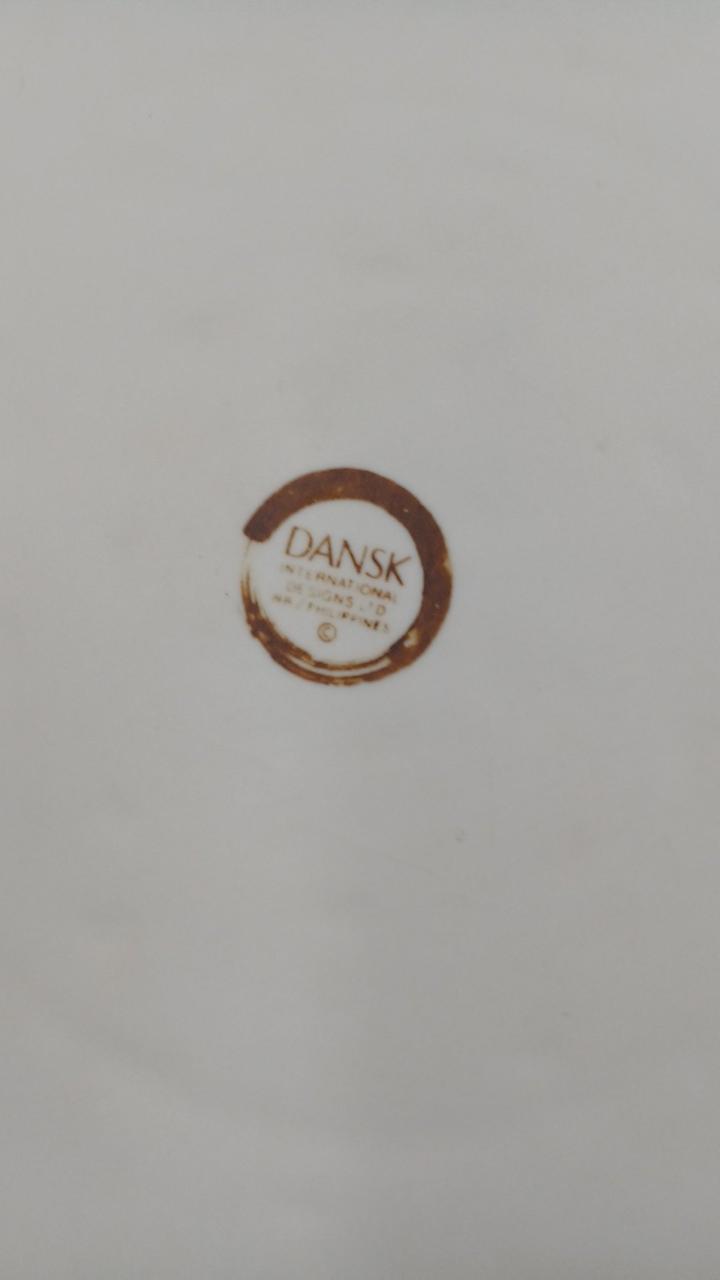 DANSK
INTERNATIONAL
DESIGNS LTD
/PHILIPPINES
©